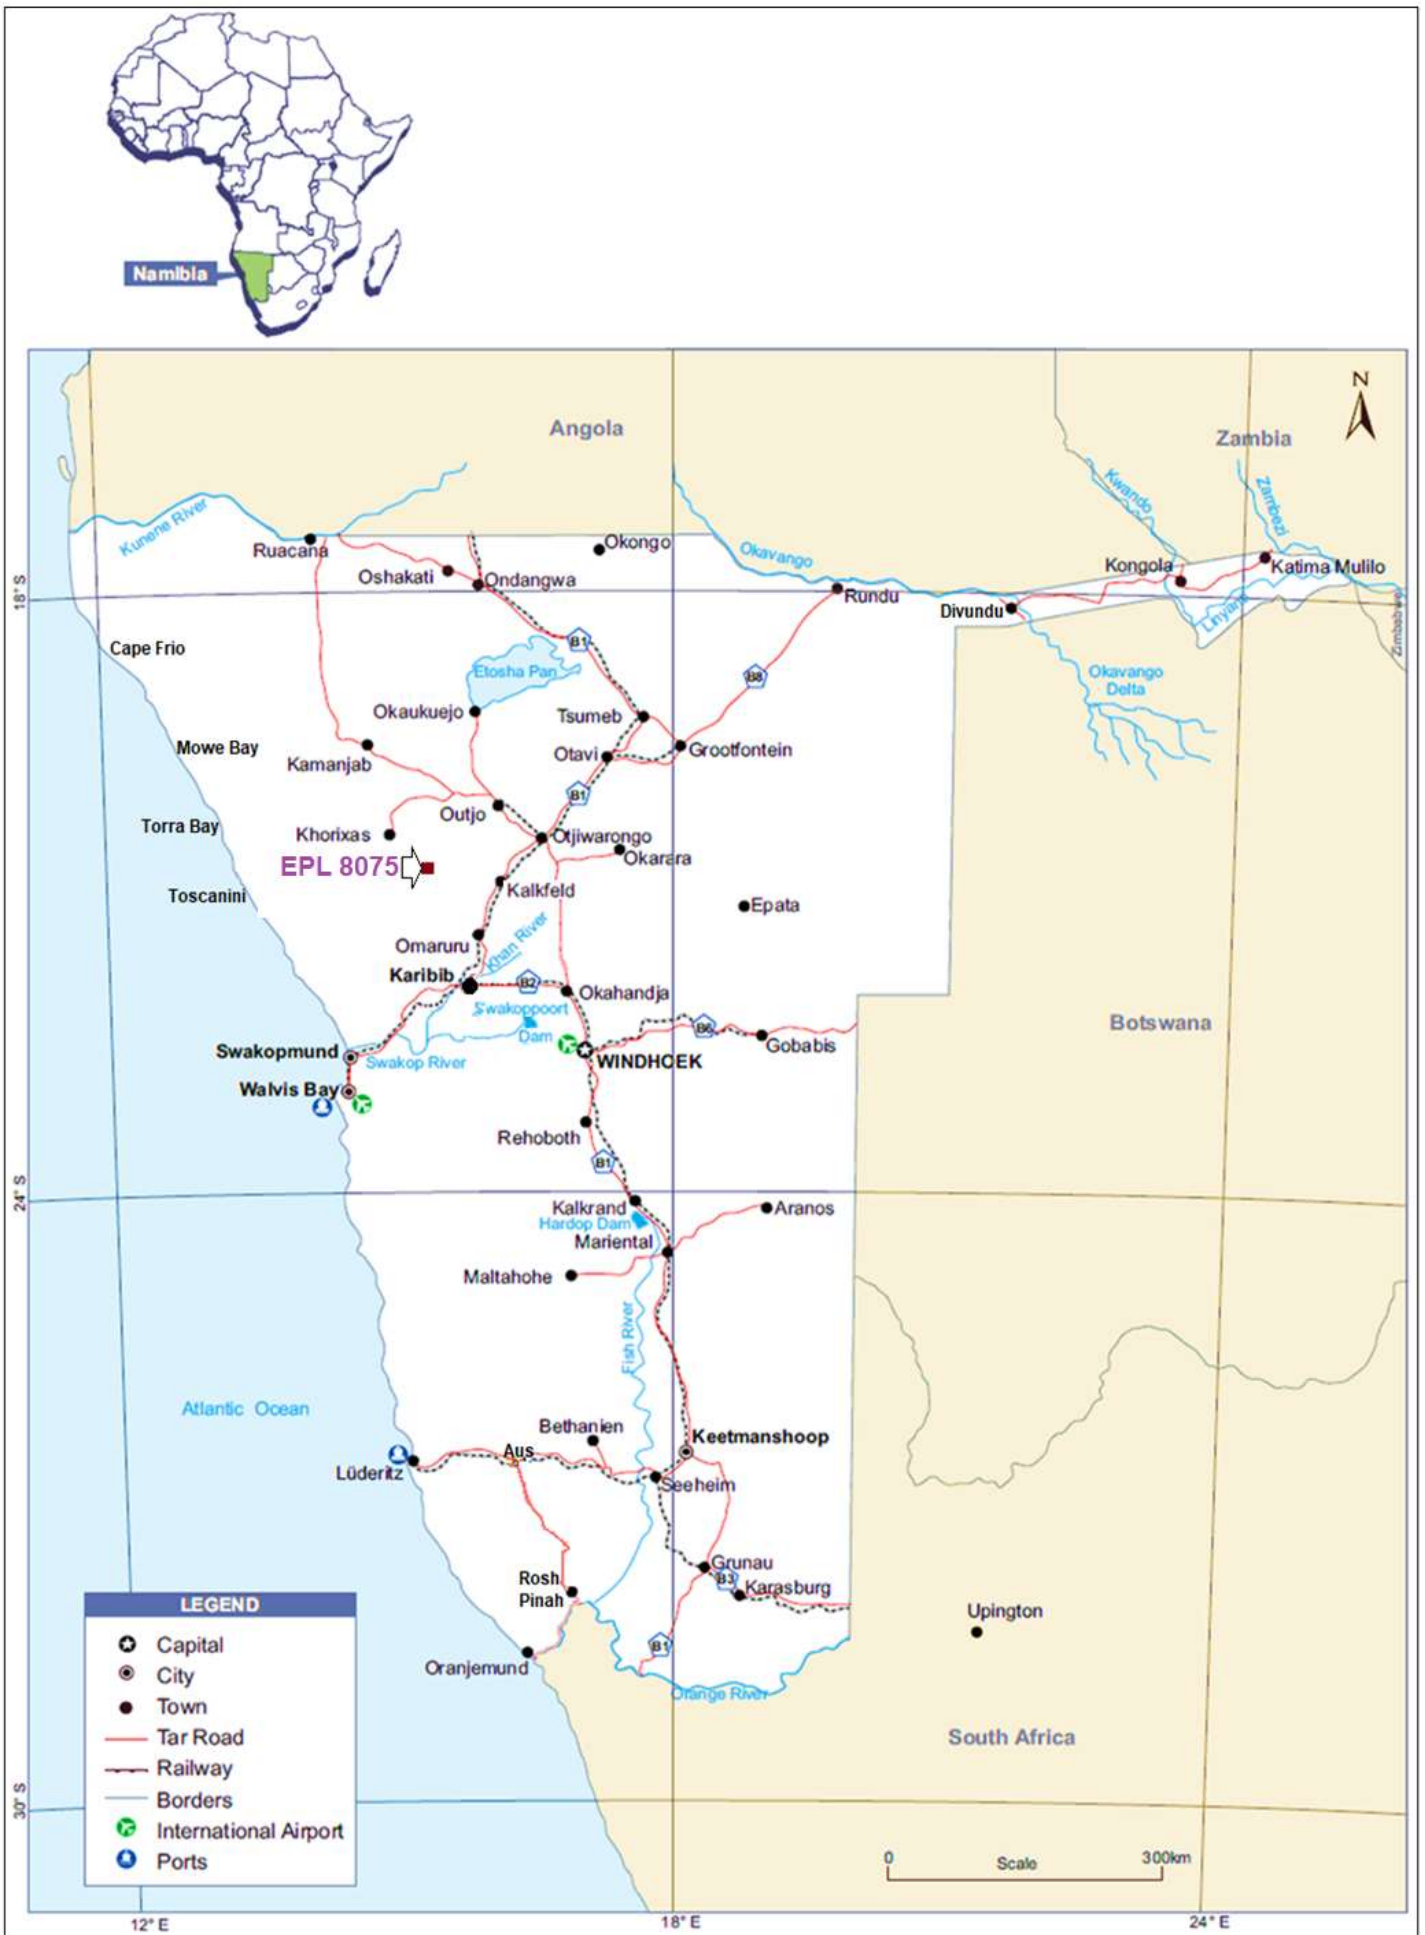 Namibia
N
Angola
Zambia
Kwando
Zambezi
Kunene River
Ruacana
Okongo
Okavango
Oshakati
Ondangwa
Kongola
Katima Mulilo
18° S
Rundu
Divundu
Linyanti
Zimbabwe
B1
Cape Frio
Etosha Pan
B8
Okavango
Delta
Okaukuejo
Tsumeb
Mowe Bay
Kamanjab
Otavi
Grootfontein
B1
Outjo
Torra Bay
Khorixas
Otjiwarongo
Okarara
EPL 8075
Toscanini
Kalkfeld
Epata
Omaruru
Khan River
Karibib
B2
Okahandja
Swakoppoort
Dam
B6
Botswana
Gobabis
Swakopmund
Swakop River
WINDHOEK
Walvis Bay
Rehoboth
B1
24° S
Kalkrand
Aranos
Hardop Dam
Mariental
Maltahohe
Fish River
Atlantic Ocean
Bethanien
Keetmanshoop
Aus
Lüderitz
Seeheim
Grunau
B3
Karasburg
Rosh
Pinah
Upington
B1
Oranjemund
Orange River
South Africa
LEGEND
Capital
City
Town
Tar Road
Railway
Borders
International Airport
Ports
30° S
0
Scale
300km
12° E
18° E
24° E